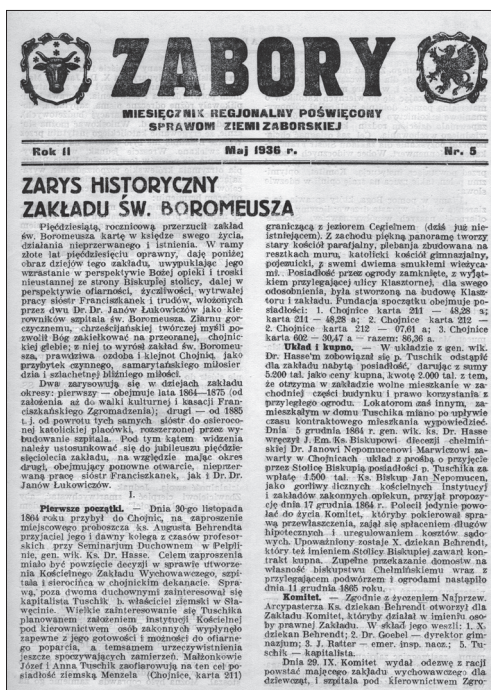 ZABORY
MIESIĘCZNIK REGJONALNY POŚWIĘCONY
SPRAWOM ZIEMI ZABORSKIEJ
Rok II Maj 1936 r. Nr. 5
ZARYS HISTORYCZNY
ZAKŁADU ŚW. BOROMEUSZA
Pięćdziesiątą, rocznicową przerzucił zakład
św. Boromeusza kartę w księdze swego życia,
działania nieprzerwanego i istnienia. W ramy
złote lat pięćdziesięciu oprawny, daję poniżej
obraz dziejów tego zakładu, uwypuklając jego
wzrastanie w perspektywie Bożej opieki i troski
nieustannej ze strony Biskupiej stolicy, dalej w
perspektywie ofiarności, życzliwości, wytrwałej
pracy sióstr Franciszkanek i trudów, włożonych
przez dwu Dr. Dr. Janów Łukowiczów jako kie-
rowników szpitala św. Boromeusza. Ziarnu gor-
czycznemu, chrześcijańskiej twórczej myśli po-
zwolił Bóg zakiełkować na przeoranej, chojnic-
kiej glebie; z niej to wyrósł zakład św. Boromeu-
sza, prawdziwa ozdoba i klejnot Chojnic, jako
przybytek czynnego, samarytańskiego miłosier
dzia i szlachetnej bliźniego miłości.
Dwa zarysowują się w dziejach zakładu
okresy: pierwszy — obejmuje lata 1864—1875 (od
założenia aż do walki kulturnej i kasacji Fran-
ciszkańskiego Zgromadzenia); drugi — od 1885
t. j. od powrotu tych samych sióstr do osieroco-
nej katolickiej placówki, rozszerzonej przez wy-
budowanie szpitala. Pod tym kątem widzenia
należy ustosunkować się do jubileuszu pięćdzie-
sięciolecia zakładu, na względzie mając okres
drugi, obejmujący ponowne otwarcie, nieprzer-
waną pracę sióstr Franciszkanek, jak i Dr. Dr.
Janów Łukowiczów.
I.
Pierwsze początki. — Dnia 30-go listopada
1864 roku przybył do Chojnic, na zaproszenie
miejscowego proboszcza ks. Augusta Behrendta
przyjaciel jego i dawny kolega z czasów profesor-
skich przy Seminarjum Duchownem w Pelpli-
nie, gen. wik. Ks. Dr. Hasse. Celem zaproszenia
miało być powzięcie decyzji w sprawie utworze-
nia Kościelnego Zakładu Wychowawczego, szpi-
tala i sierocińca w chojnickim dekanacie. Spra-
wą, poza dwoma duchownymi zainteresował się
kapitalista Tuschik b. właściciel ziemski w Sła-
węcinie. Wielkie zainteresowanie się Tuschika
planowanem założeniem instytucji Kościelnej
pod kierownictwem osób zakonnych wypłynęło
zapewne z jego gotowości i możności do ofiarne-
go poparcia, a temsamem urzeczywistnienia
jeszcze spoczywających zamierzeń. Małżonkowie
Józef i Anna Tuschik zaofiarowują na ten cel po-
siadłość ziemską Menzela (Chojnice, karta 211)
graniczącą z jeziorem Cegielnem (dziś już nie-
istniejącem). Z zachodu piękną panoramę tworzy
stary kościół parafjalny, plebanja zbudowana na
resztkach muru, katolicki kościół gimnazjalny,
pojezuicki, z swemi dwiema smukłemi wieżyca-
mi. Posiadłość przez ogrody zamknięte, z wyjąt-
kiem przylegającej ulicy Klasztornej, dla swego
odosobnienia, była stworzoną na budowę Klasz-
toru i zakładu. Fundacja spoczątku obejmuje po-
siadłości: 1. Chojnice karta 211 — 48,28 a;
karta 211 — 48,28 a; 2. Chojnice karta 212 —
2. Chojnice karta 212 — 07,61 a; 3. Chojnice
karta 602 — 30,47 a — razem: 86,36 a.
Układ i kupno. — W układzie z gen. wik.
Dr. Hasse'm zobowiązał się p. Tuschik odstąpić
dla zakładu nabytą posiadłość, darując z sumy
2.200 tal. jako ceny kupna, kwotę 2.000 tal. z tem,
że otrzyma w zakładzie wolne mieszkanie w za-
chodniej części budynku i prawo korzystania z
przyległego ogrodu. Lokatorom zaś innym, za-
mieszkałym w domu Tuschika miano po upływie
czasu kontraktowego mieszkania wypowiedzieć.
Dnia 5. grudnia 1864 r. gen. wik. ks. Dr. Hasse
wręczył J. Em. Ks. Biskupowi diecezji chełmiń-
skiej Dr. Janowi Nepomucenowi Marwiczowi za-
warty w Chojnicach układ z prośbą o przyjęcie
przez Stolicę Biskupią posiadłości p. Tuschika za
wpłatę 1.500 tal. Ks. Biskup Jan Nepomucen,
jako gorliwy licznych kościelnych instytucyj
i zakładów zakonnych opiekun, przyjął propozy-
cję dnia 17 grudnia 1864 r. Polecił jedynie powo-
łać do życia Komitet, któryby pokierował spra-
wą przewłaszczenia, zajął się spłaceniem długów
hipotecznych i uregulowaniem kosztów sądo-
wych. Upoważniony zostaje X. dziekan Behrendt,
który też imieniem Stolicy Biskupiej zawarł kon-
trakt kupna. Zupełne przekazanie domostw na
własność biskupstwu Chełmińskiemu wraz z
przylegającem podwórzem i ogrodami nastąpiło
dnia 11 grudnia 1865 roku.
Komitet. — Zgodnie z życzeniem Najprzew.
Arcypasterza Ks. dziekan Behrendt otworzył dla
Zakładu Komitet, któryby działał w imieniu oso-
by prawnej Zakładu. W skład jego weszli: 1. X.
dziekan Behrendt; 2. Dr. Goebel — dyrektor gim-
nazjum; 3. J. Ratter — emer. insp. nacz.; 5. Tu-
schik — kapitalista.
Dnia 29. IX. Komitet wydał odezwę z racji
powstać mającego zakładu wychowawczego dla
dziewcząt, i szpitala pod kierownictwem Zgro-